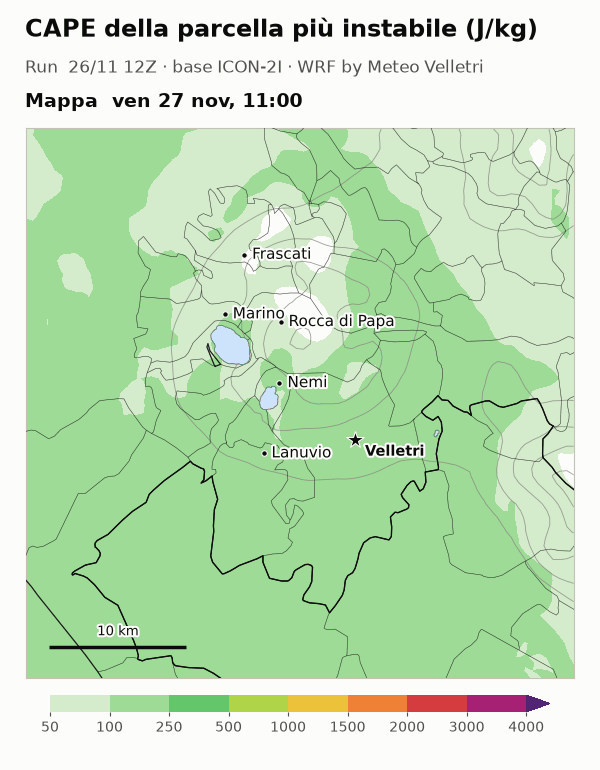 CAPE della parcella più instabile (J/kg)
Run  26/11 12Z · base ICON-2I · WRF by Meteo Velletri
Mappa  ven 27 nov, 11:00
Frascati
Marino
Rocca di Papa
Nemi
Velletri
Lanuvio
10 km
50 100 250 500 1000 1500 2000 3000 4000